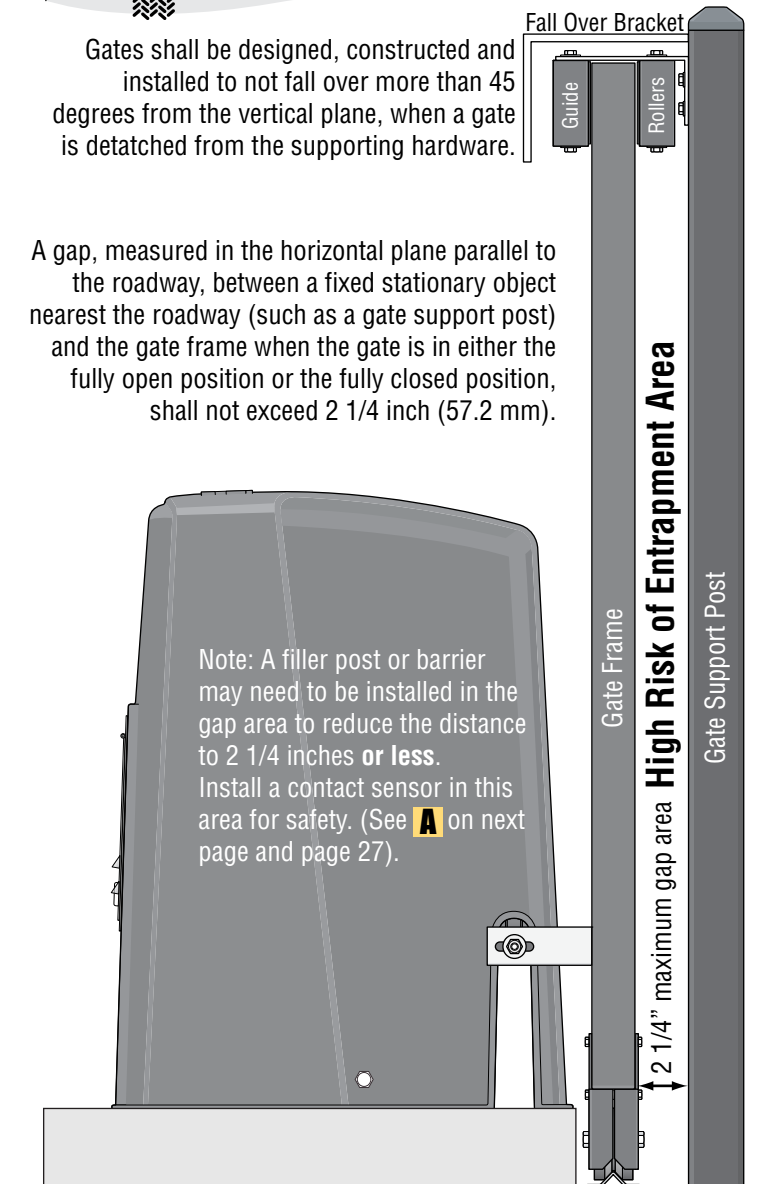 Fall Over Bracket
Gates shall be designed, constructed and
installed to not fall over more than 45
degrees from the vertical plane, when a gate
is detatched from the supporting hardware.
Guide
Rollers
A gap, measured in the horizontal plane parallel to
the roadway, between a fixed stationary object
nearest the roadway (such as a gate support post)
and the gate frame when the gate is in either the
fully open position or the fully closed position,
shall not exceed 2 1/4 inch (57.2 mm).
Note: A filler post or barrier
may need to be installed in the
gap area to reduce the distance
to 2 1/4 inches or less.
Install a contact sensor in this
area for safety. (See A on next
page and page 27).
Gate Frame
2 1/4” maximum gap area High Risk of Entrapment Area
Gate Support Post